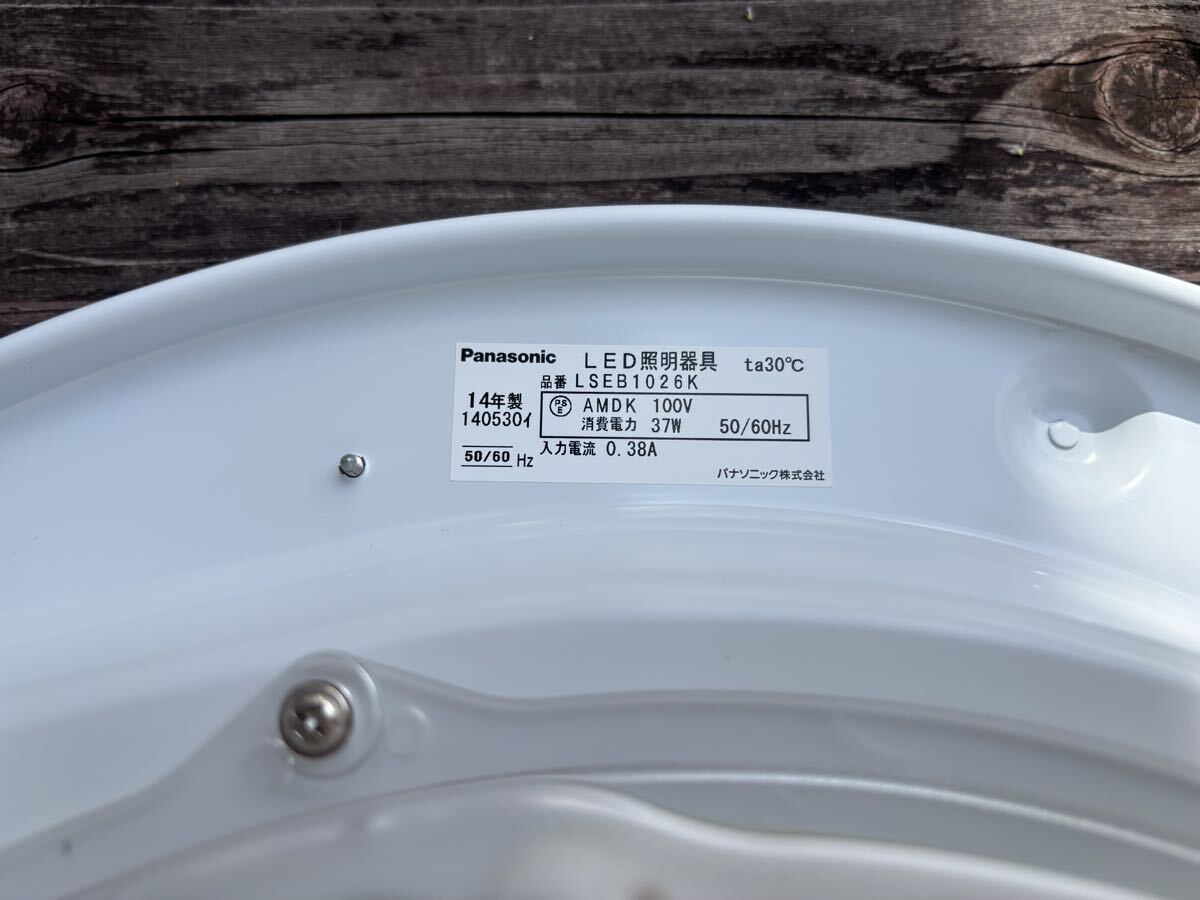 Panasonic LED照明器具 ta30℃
品番 LSEB1026K
14年製
140530イ
50/60 Hz
PSE AMDK 100V
消費電力 37W 50/60Hz
入力電流 0.38A
パナソニック株式会社